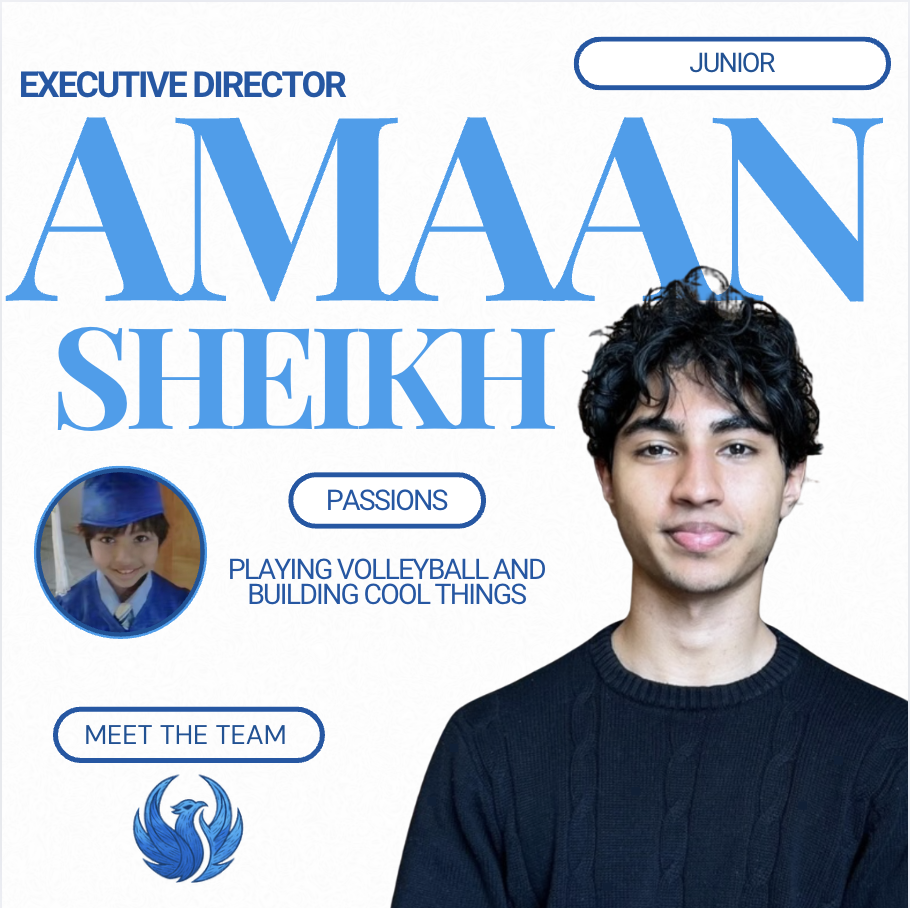 JUNIOR
EXECUTIVE DIRECTOR
AMAAN
SHEIKH
PASSIONS
PLAYING VOLLEYBALL AND
BUILDING COOL THINGS
MEET THE TEAM